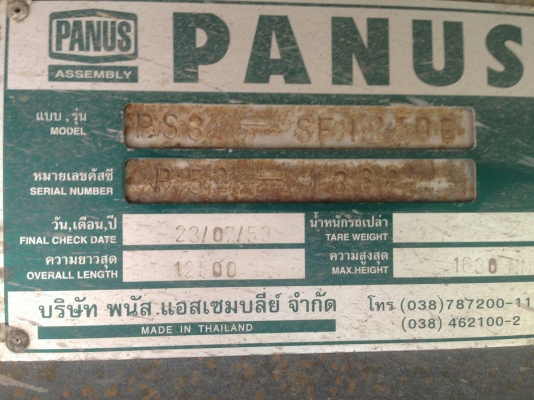 PANUS
ASSEMBLY
PANUS
แบบ , รุ่น
MODEL
หมายเลขคัสซี
SERIAL NUMBER
วัน,เดือน,ปี
FINAL CHECK DATE
23/07/53
น้ำหนักรถเปล่า
TARE WEIGHT
ความยาวสุด
OVERALL LENGTH
12500
ความสูงสุด
MAX.HEIGHT
1630
บริษัท พนัส.แอสเซมบลีย์ จำกัด
MADE IN THAILAND
โทร (038)787200-11
(038) 462100-2